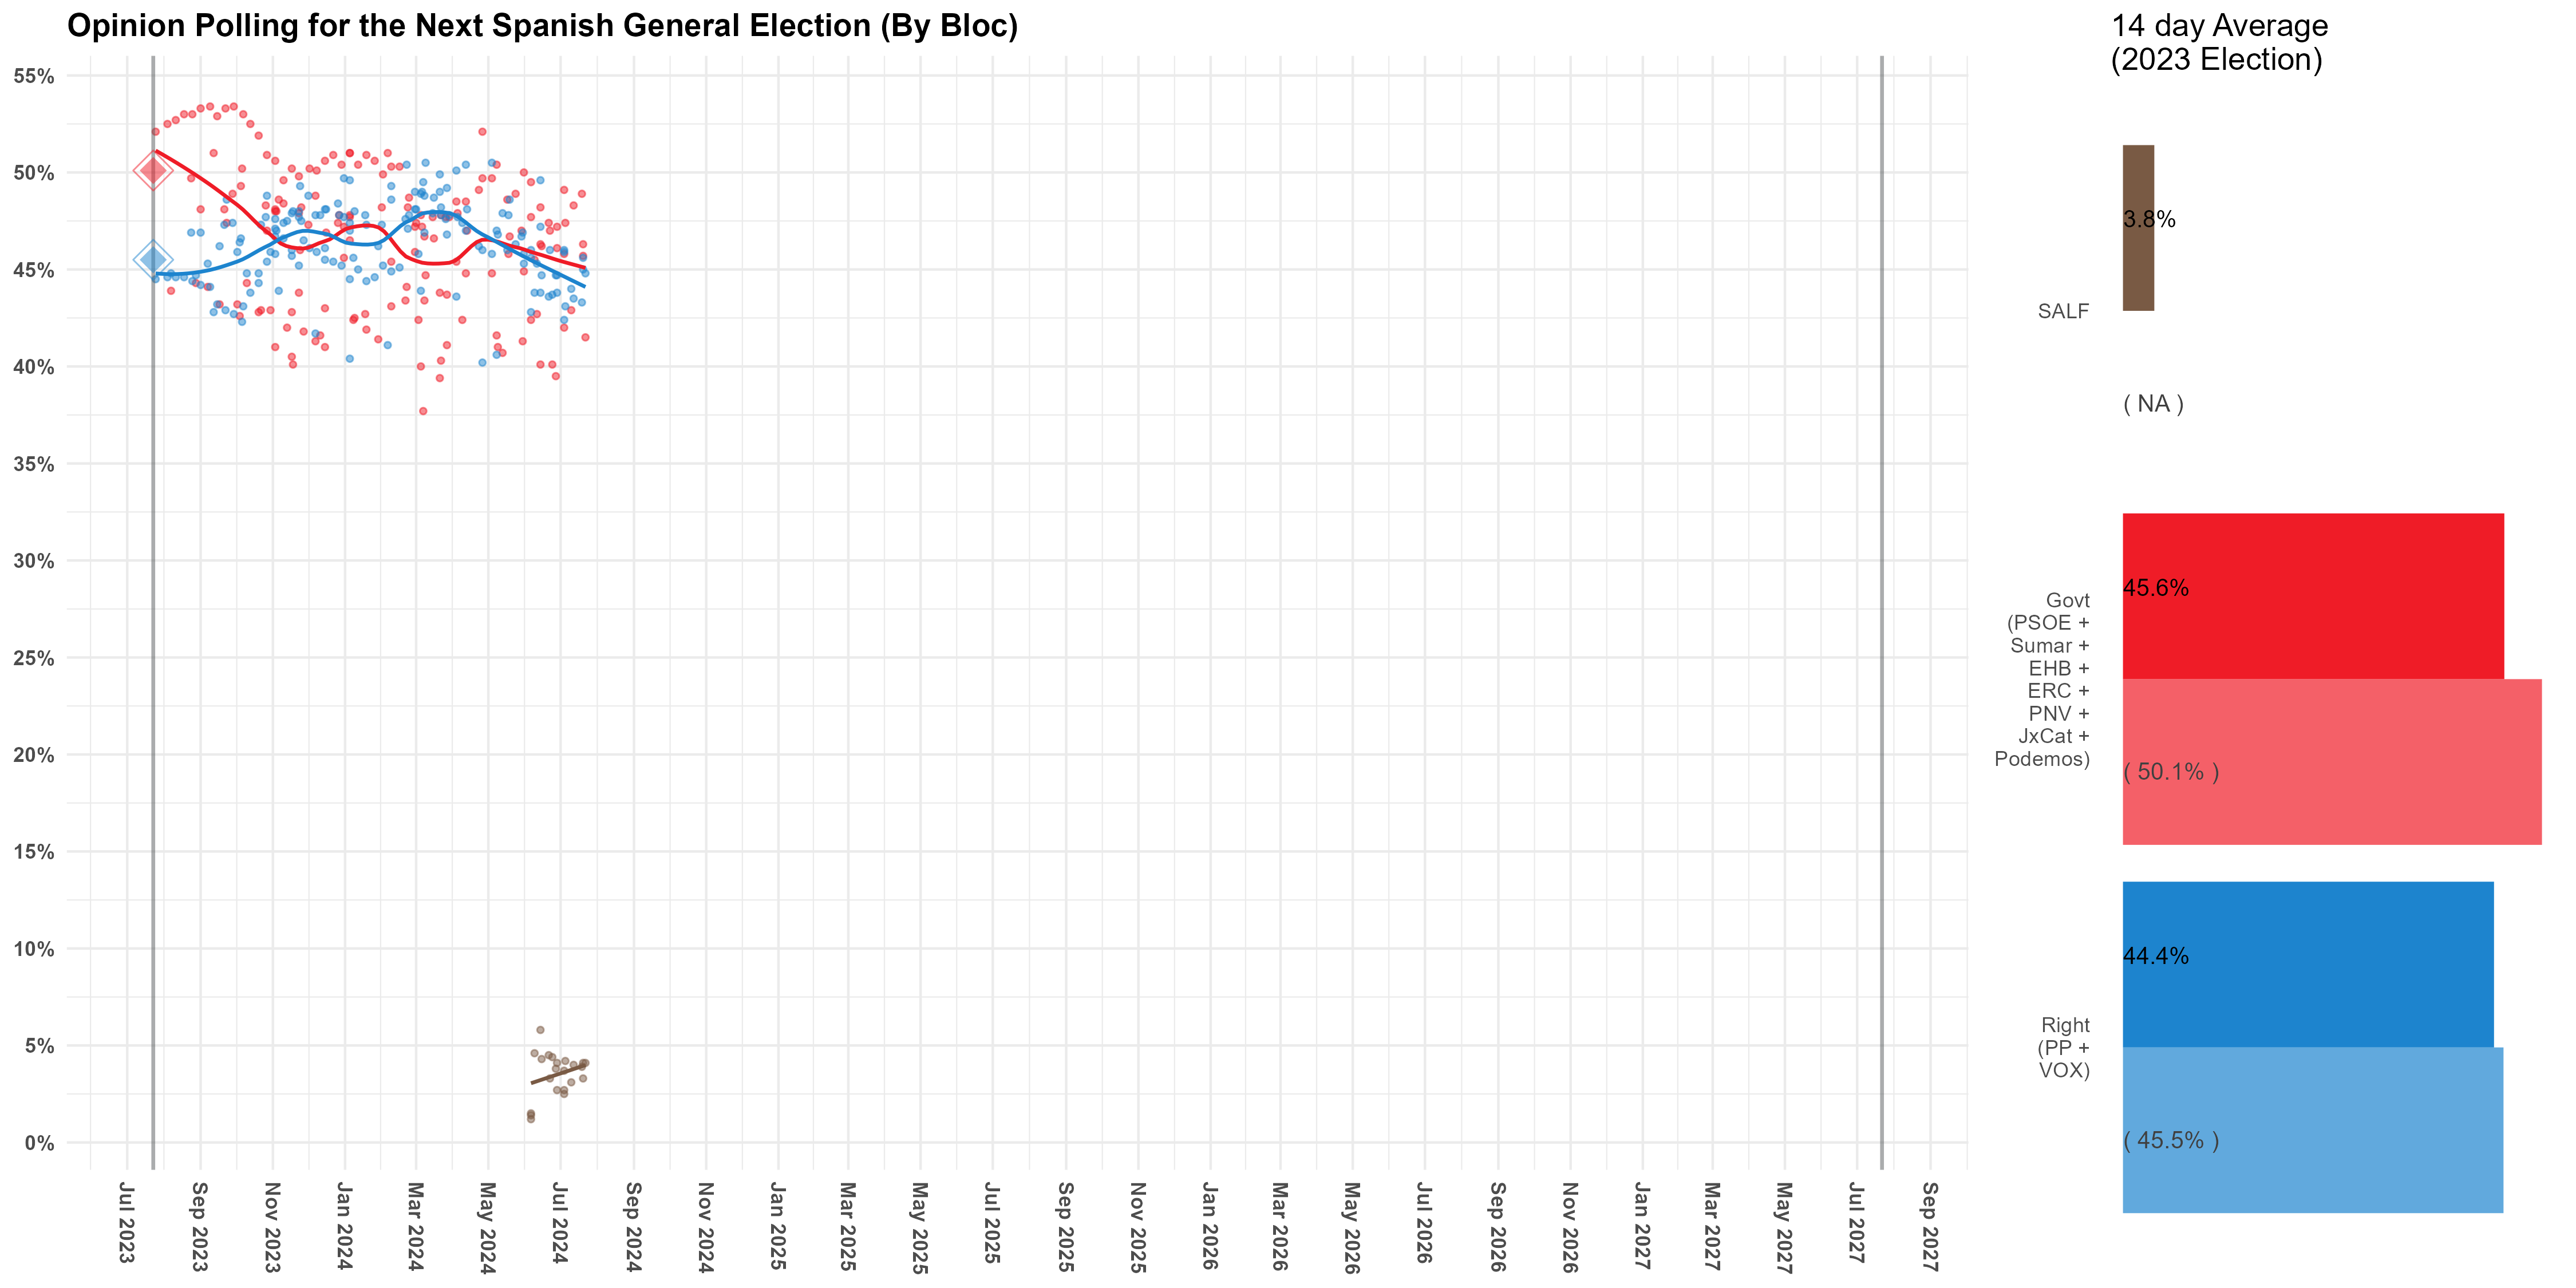 Opinion Polling for the Next Spanish General Election (By Bloc)
14 day Average
(2023 Election)
55%
50%
45%
40%
35%
30%
25%
20%
15%
10%
5%
0%
Jul 2023
Sep 2023
Nov 2023
Jan 2024
Mar 2024
May 2024
Jul 2024
Sep 2024
Nov 2024
Jan 2025
Mar 2025
May 2025
Jul 2025
Sep 2025
Nov 2025
Jan 2026
Mar 2026
May 2026
Jul 2026
Sep 2026
Nov 2026
Jan 2027
Mar 2027
May 2027
Jul 2027
Sep 2027
SALF
3.8%
( NA )
Govt
(PSOE +
Sumar +
EHB +
ERC +
PNV +
JxCat +
Podemos)
45.6%
( 50.1% )
Right
(PP +
VOX)
44.4%
( 45.5% )